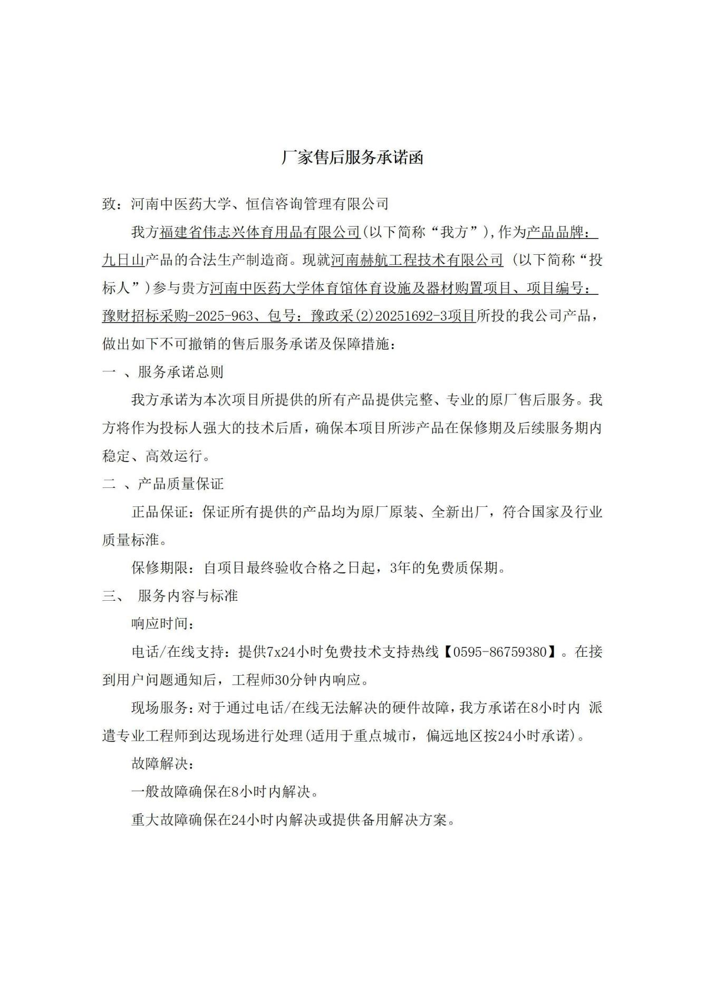 厂家售后服务承诺函
致：河南中医药大学、恒信咨询管理有限公司
我方福建省伟志兴体育用品有限公司(以下简称“我方”),作为产品品牌：
九日山产品的合法生产制造商。现就河南赫航工程技术有限公司 (以下简称“投
标人”)参与贵方河南中医药大学体育馆体育设施及器材购置项目、项目编号：
豫财招标采购-2025-963、包号：豫政采(2)20251692-3项目所投的我公司产品，
做出如下不可撤销的售后服务承诺及保障措施：
一 、服务承诺总则
我方承诺为本次项目所提供的所有产品提供完整、专业的原厂售后服务。我
方将作为投标人强大的技术后盾，确保本项目所涉产品在保修期及后续服务期内
稳定、高效运行。
二 、产品质量保证
正品保证：保证所有提供的产品均为原厂原装、全新出厂，符合国家及行业
质量标准。
保修期限：自项目最终验收合格之日起，3年的免费质保期。
三、 服务内容与标准
响应时间：
电话/在线支持：提供7x24小时免费技术支持热线【0595-86759380】。在接
到用户问题通知后，工程师30分钟内响应。
现场服务：对于通过电话/在线无法解决的硬件故障，我方承诺在8小时内 派
遣专业工程师到达现场进行处理(适用于重点城市，偏远地区按24小时承诺)。
故障解决：
一般故障确保在8小时内解决。
重大故障确保在24小时内解决或提供备用解决方案。